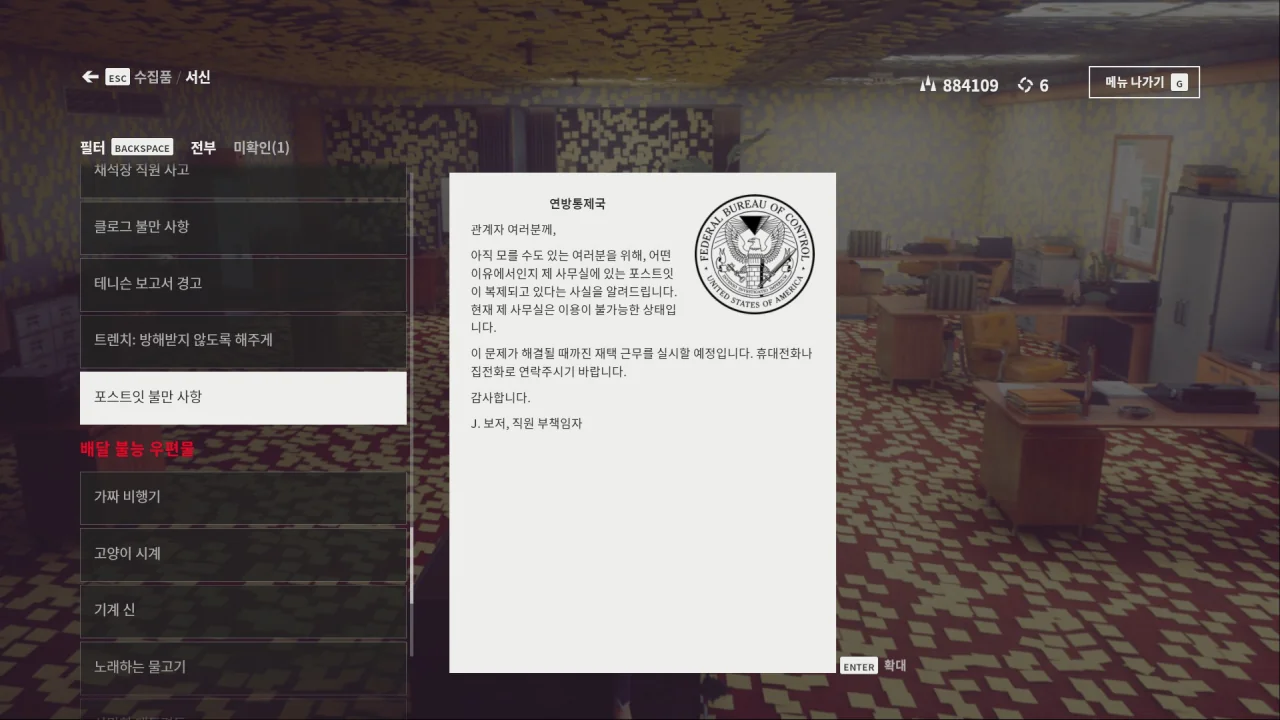 ESC 수집품 / 서신
884109 6 메뉴 나가기 G
필터 BACKSPACE 전부 미확인(1)
채석장 직원 사고
클로그 불만 사항
테니슨 보고서 경고
트렌치: 방해받지 않도록 해주게
포스트잇 불만 사항
배달 불능 우편물
가짜 비행기
고양이 시계
기계 신
노래하는 물고기
연방통제국
FEDERAL BUREAU OF CONTROL
UNITED STATES OF AMERICA
관계자 여러분께,
아직 모를 수도 있는 여러분을 위해, 어떤
이유에서인지 제 사무실에 있는 포스트잇
이 복제되고 있다는 사실을 알려드립니다.
현재 제 사무실은 이용이 불가능한 상태입
니다.
이 문제가 해결될 때까진 재택 근무를 실시할 예정입니다. 휴대전화나
집전화로 연락주시기 바랍니다.
감사합니다.
J. 보저, 직원 부책임자
ENTER 확대